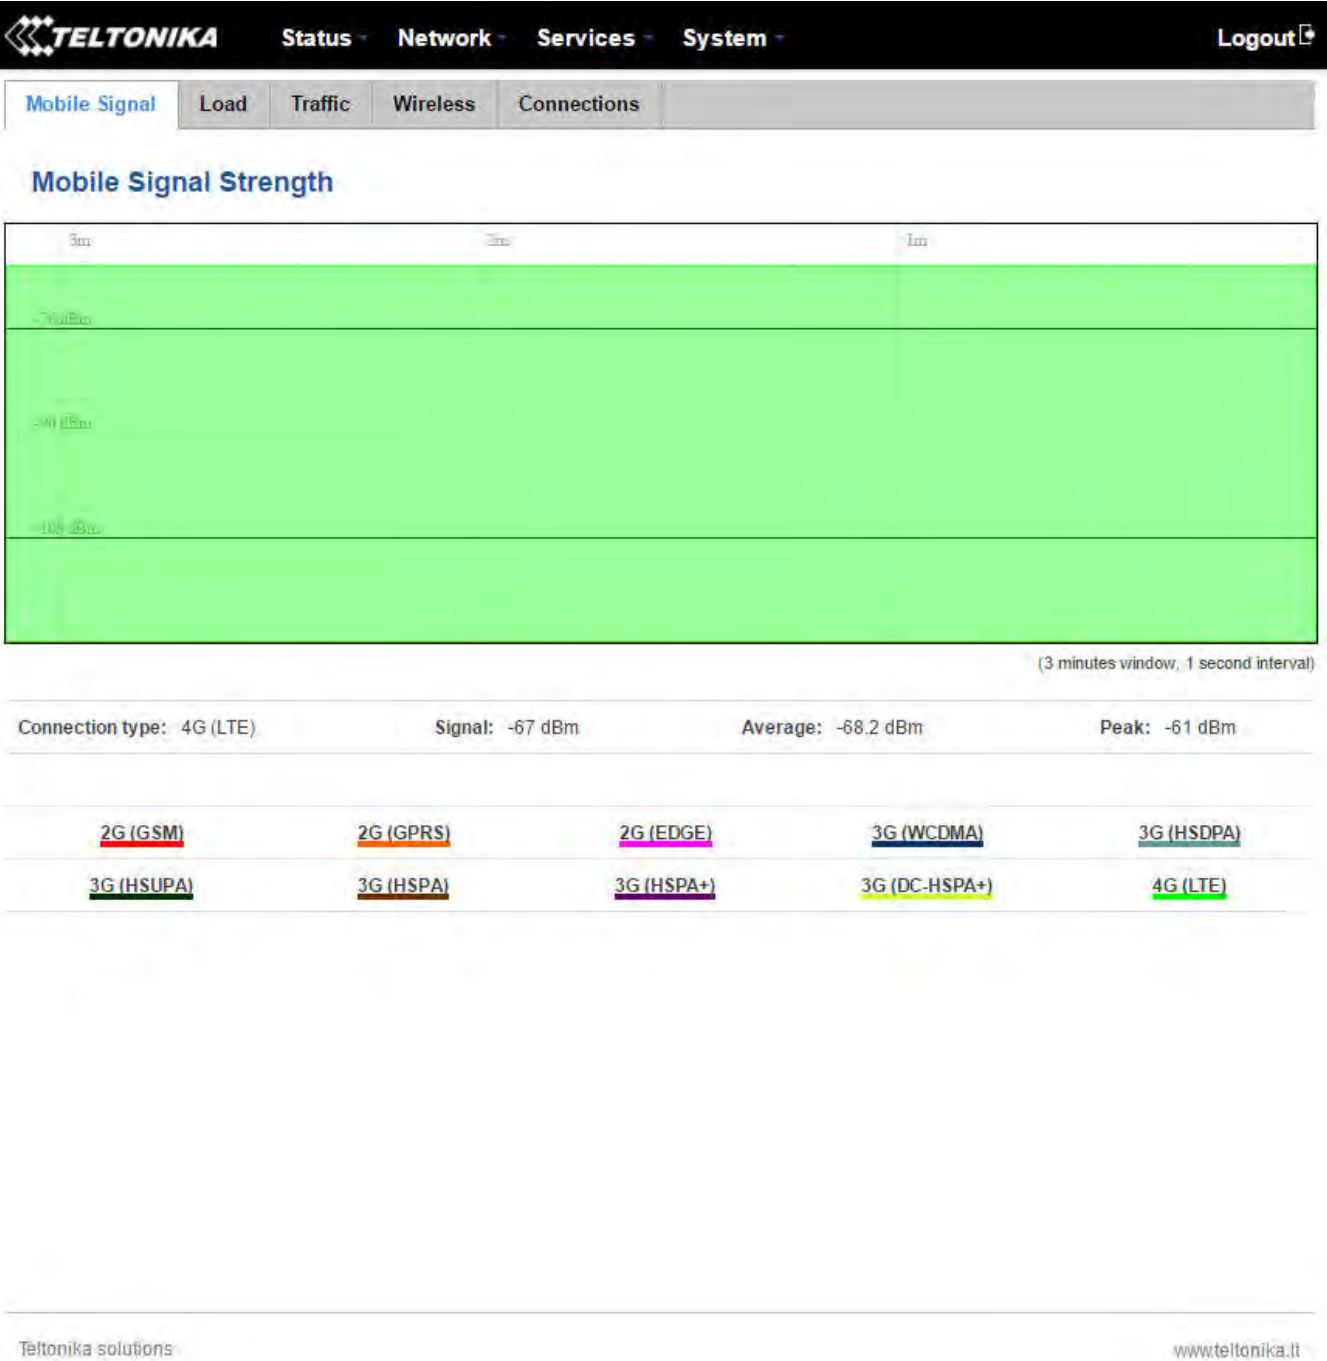 TELTONIKA Status Network Services System Logout
Mobile Signal Load Traffic Wireless Connections
Mobile Signal Strength
3m 2m 1m
-90 dBm
(3 minutes window, 1 second interval)
Connection type: 4G (LTE) Signal: -67 dBm Average: -68.2 dBm Peak: -61 dBm
2G (GSM) 2G (GPRS) 2G (EDGE) 3G (WCDMA) 3G (HSDPA)
3G (HSUPA) 3G (HSPA) 3G (HSPA+) 3G (DC-HSPA+) 4G (LTE)
Teltonika solutions www.teltonika.lt